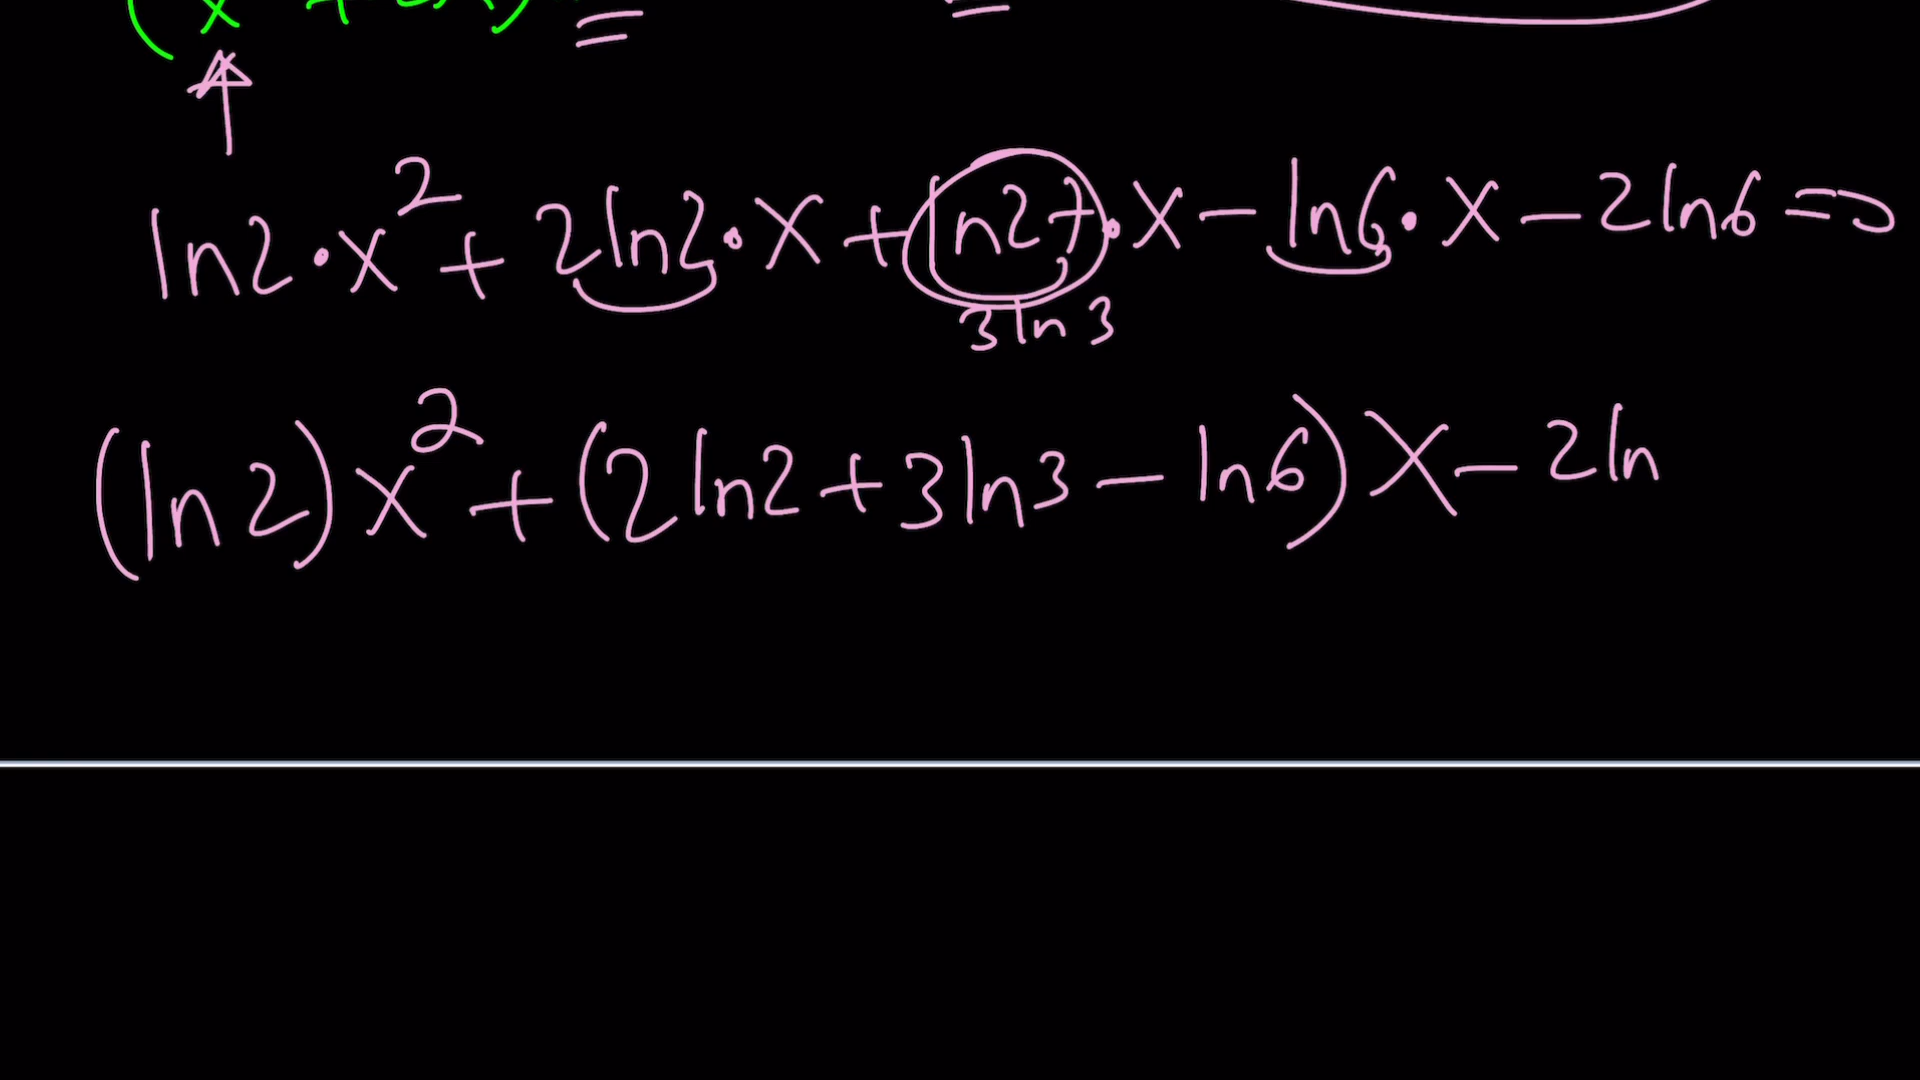 ln2·x² + 2ln2·x + ln27·x - ln6·x - 2ln6 = 0
3ln3
(ln2)x² + (2ln2 + 3ln3 - ln6)x - 2ln